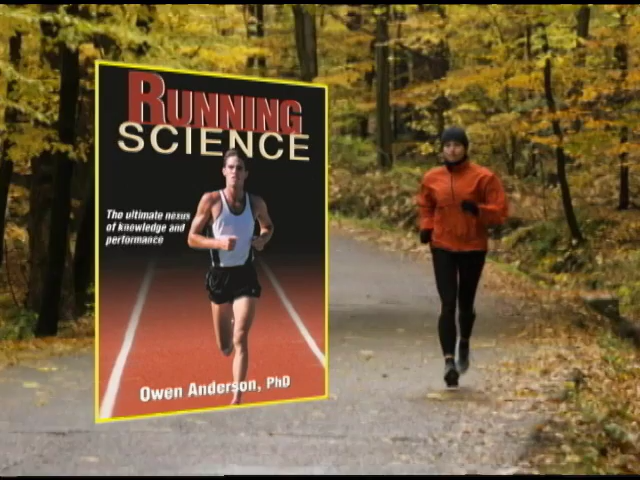 RUNNING
SCIENCE
The ultimate nexus
of knowledge and
performance
Owen Anderson, PhD